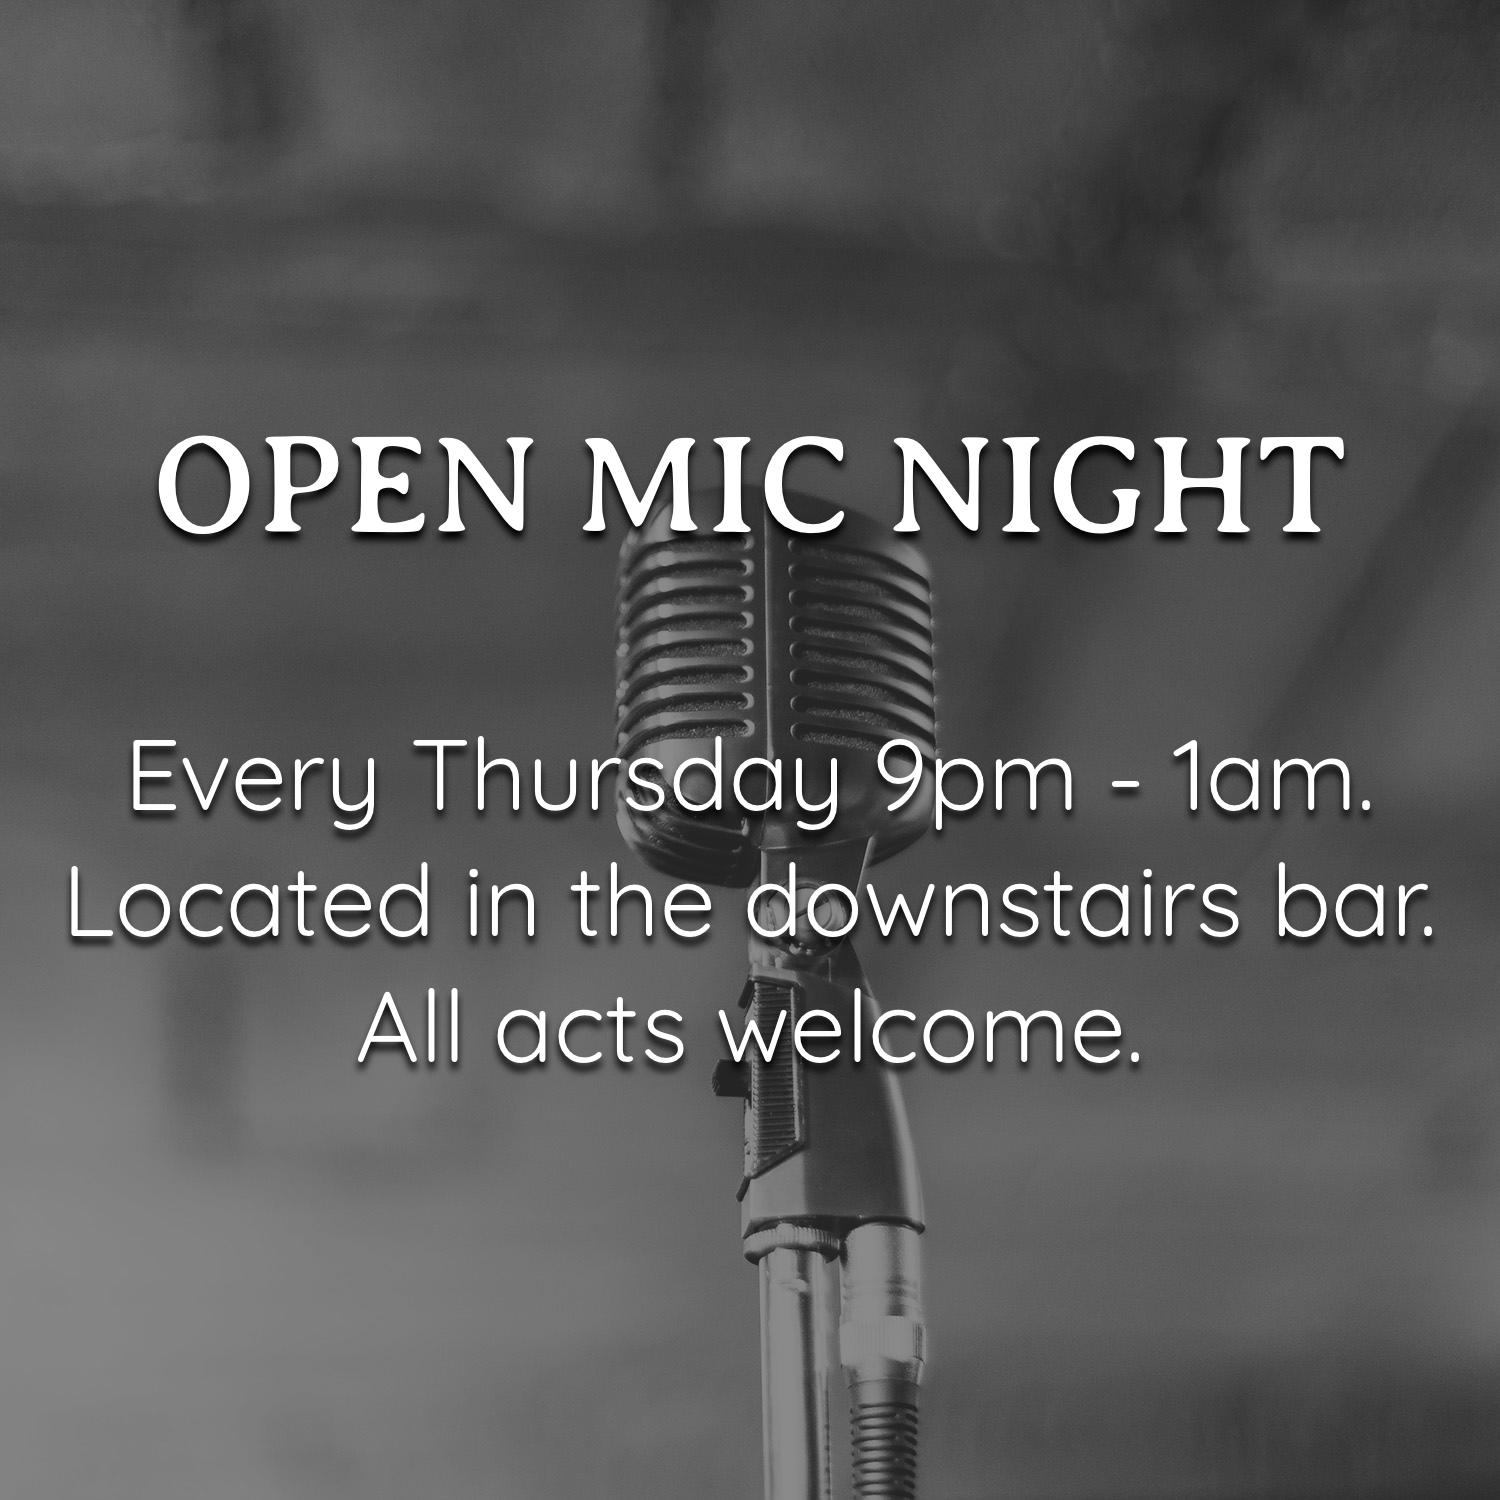 OPEN MIC NIGHT
Every Thursday 9pm - 1am.
Located in the downstairs bar.
All acts welcome.